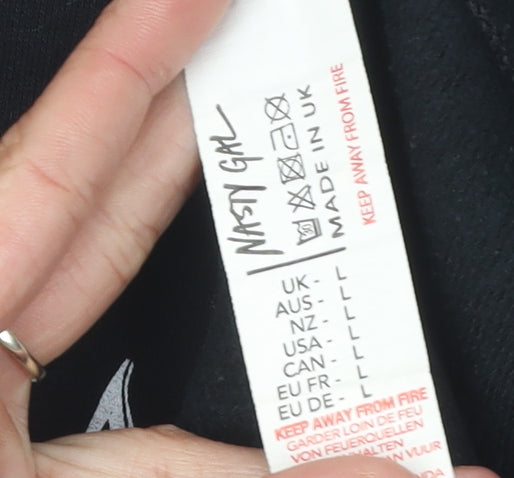 NASTY GAL
MADE IN UK
KEEP AWAY FROM FIRE
UK - L
AUS - L
NZ - L
USA - L
CAN - L
EU FR - L
EU DE - L
KEEP AWAY FROM FIRE
GARDER LOIN DE FEU
VON FEUERQUELLEN
VUUR